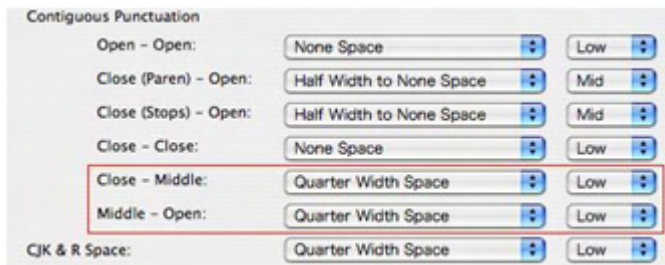 Contiguous Punctuation
Open - Open: None Space Low
Close (Paren) - Open: Half Width to None Space Mid
Close (Stops) - Open: Half Width to None Space Mid
Close - Close: None Space Low
Close - Middle: Quarter Width Space Low
Middle - Open: Quarter Width Space Low
CJK & R Space: Quarter Width Space Low